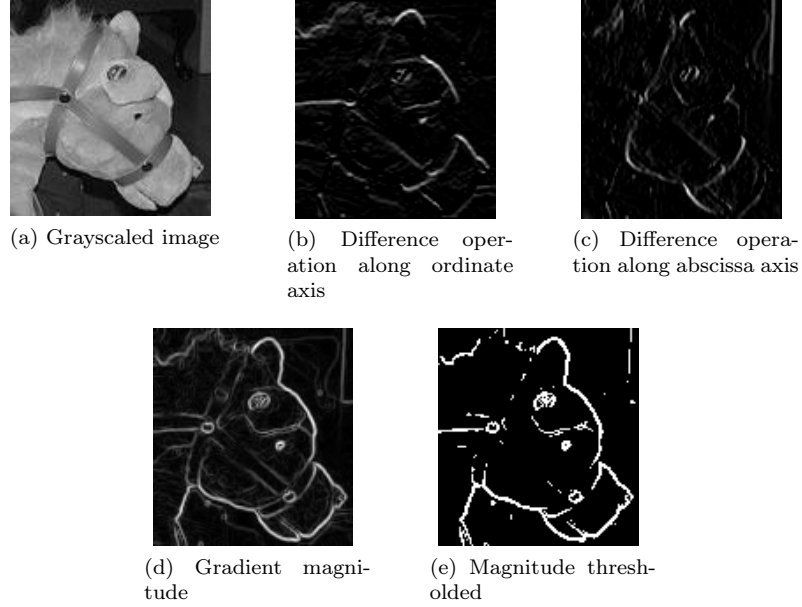 (a) Grayscaled image
(b) Difference oper-
ation along ordinate
axis
(c) Difference opera-
tion along abscissa axis
(d) Gradient magni-
tude
(e) Magnitude thresh-
olded